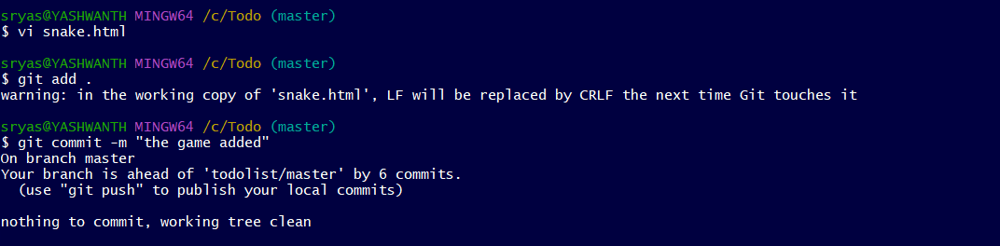 sryas@YASHWANTH MINGW64 /c/Todo (master)
$ vi snake.html
sryas@YASHWANTH MINGW64 /c/Todo (master)
$ git add .
warning: in the working copy of 'snake.html', LF will be replaced by CRLF the next time Git touches it
sryas@YASHWANTH MINGW64 /c/Todo (master)
$ git commit -m "the game added"
On branch master
Your branch is ahead of 'todolist/master' by 6 commits.
  (use "git push" to publish your local commits)
nothing to commit, working tree clean